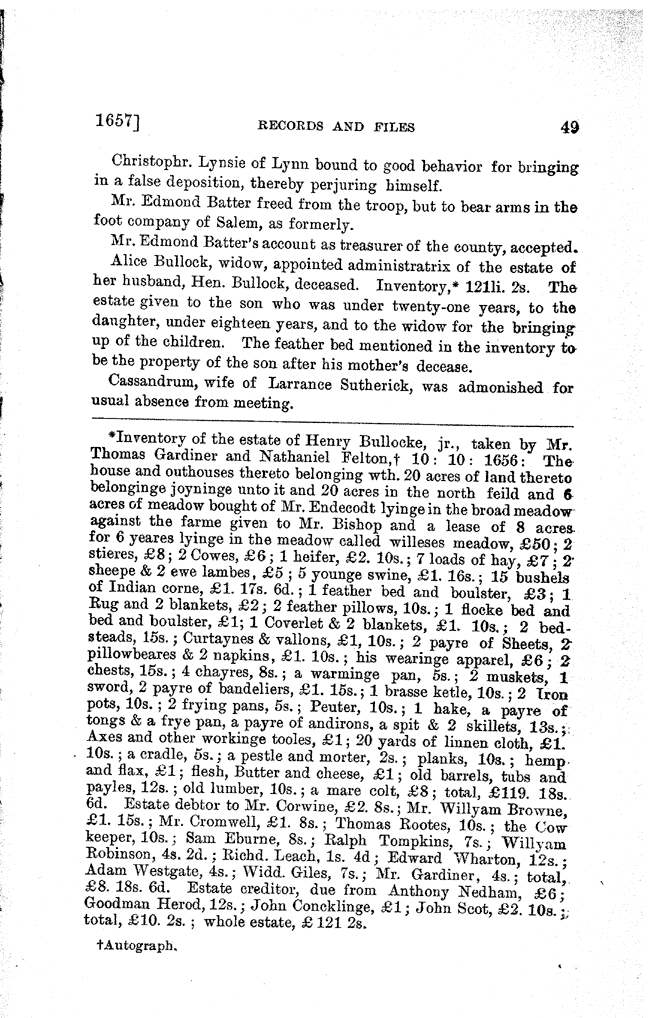 1657] RECORDS AND FILES 49
Christophr. Lynsie of Lynn bound to good behavior for bringing
in a false deposition, thereby perjuring himself.
Mr. Edmond Batter freed from the troop, but to bear arms in the
foot company of Salem, as formerly.
Mr. Edmond Batter's account as treasurer of the county, accepted.
Alice Bullock, widow, appointed administratrix of the estate of
her husband, Hen. Bullock, deceased. Inventory,* 121li. 2s. The
estate given to the son who was under twenty-one years, to the
daughter, under eighteen years, and to the widow for the bringing
up of the children. The feather bed mentioned in the inventory to
be the property of the son after his mother's decease.
Cassandrum, wife of Larrance Sutherick, was admonished for
usual absence from meeting.
*Inventory of the estate of Henry Bullocke, jr., taken by Mr.
Thomas Gardiner and Nathaniel Felton,† 10: 10: 1656: The
house and outhouses thereto belonging wth. 20 acres of land thereto
belonginge joyninge unto it and 20 acres in the north feild and 6
acres of meadow bought of Mr. Endecodt lyinge in the broad meadow
against the farme given to Mr. Bishop and a lease of 8 acres
for 6 yeares lyinge in the meadow called willeses meadow, £50; 2
stieres, £8; 2 Cowes, £6; 1 heifer, £2. 10s.; 7 loads of hay, £7; 2
sheepe & 2 ewe lambes, £5; 5 younge swine, £1. 16s.; 15 bushels
of Indian corne, £1. 17s. 6d.; 1 feather bed and boulster, £3; 1
Rug and 2 blankets, £2; 2 feather pillows, 10s.; 1 flocke bed and
bed and boulster, £1; 1 Coverlet & 2 blankets, £1. 10s.; 2 bed-
steads, 15s.; Curtaynes & vallons, £1, 10s.; 2 payre of Sheets, 2
pillowbeares & 2 napkins, £1. 10s.; his wearinge apparel, £6; 2
chests, 15s.; 4 chayres, 8s.; a warminge pan, 5s.; 2 muskets, 1
sword, 2 payre of bandeliers, £1. 15s.; 1 brasse ketle, 10s.; 2 Iron
pots, 10s.; 2 frying pans, 5s.; Peuter, 10s.; 1 hake, a payre of
tongs & a frye pan, a payre of andirons, a spit & 2 skillets, 13s.;
Axes and other workinge tooles, £1; 20 yards of linnen cloth, £1.
10s.; a cradle, 5s.; a pestle and morter, 2s.; planks, 10s.; hemp
and flax, £1; flesh, Butter and cheese, £1; old barrels, tubs and
payles, 12s.; old lumber, 10s.; a mare colt, £8; total, £119. 18s.
6d. Estate debtor to Mr. Corwine, £2. 8s.; Mr. Willyam Browne,
£1. 15s.; Mr. Cromwell, £1. 8s.; Thomas Rootes, 10s.; the Cow
keeper, 10s.; Sam Eburne, 8s.; Ralph Tompkins, 7s.; Willyam
Robinson, 4s. 2d.; Richd. Leach, 1s. 4d; Edward Wharton, 12s.;
Adam Westgate, 4s.; Widd. Giles, 7s.; Mr. Gardiner, 4s.; total,
£8. 18s. 6d. Estate creditor, due from Anthony Nedham, £6;
Goodman Herod, 12s.; John Concklinge, £1; John Scot, £2. 10s.;
total, £10. 2s.; whole estate, £121 2s.
†Autograph.